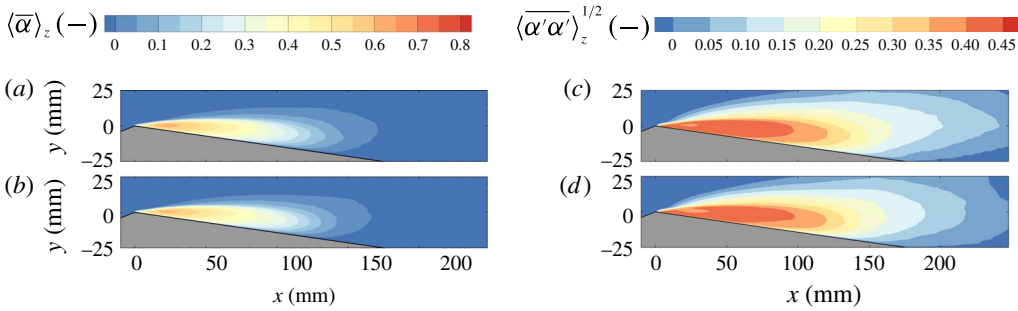 ⟨α̅⟩z (−)
0 0.1 0.2 0.3 0.4 0.5 0.6 0.7 0.8
⟨α′α′̅⟩z^1/2 (−)
0 0.05 0.10 0.15 0.20 0.25 0.30 0.35 0.40 0.45
(a)
25
0
−25
y (mm)
(c)
25
0
−25
y (mm)
(b)
25
0
−25
y (mm)
0 50 100 150 200
x (mm)
(d)
25
0
−25
y (mm)
0 50 100 150 200
x (mm)